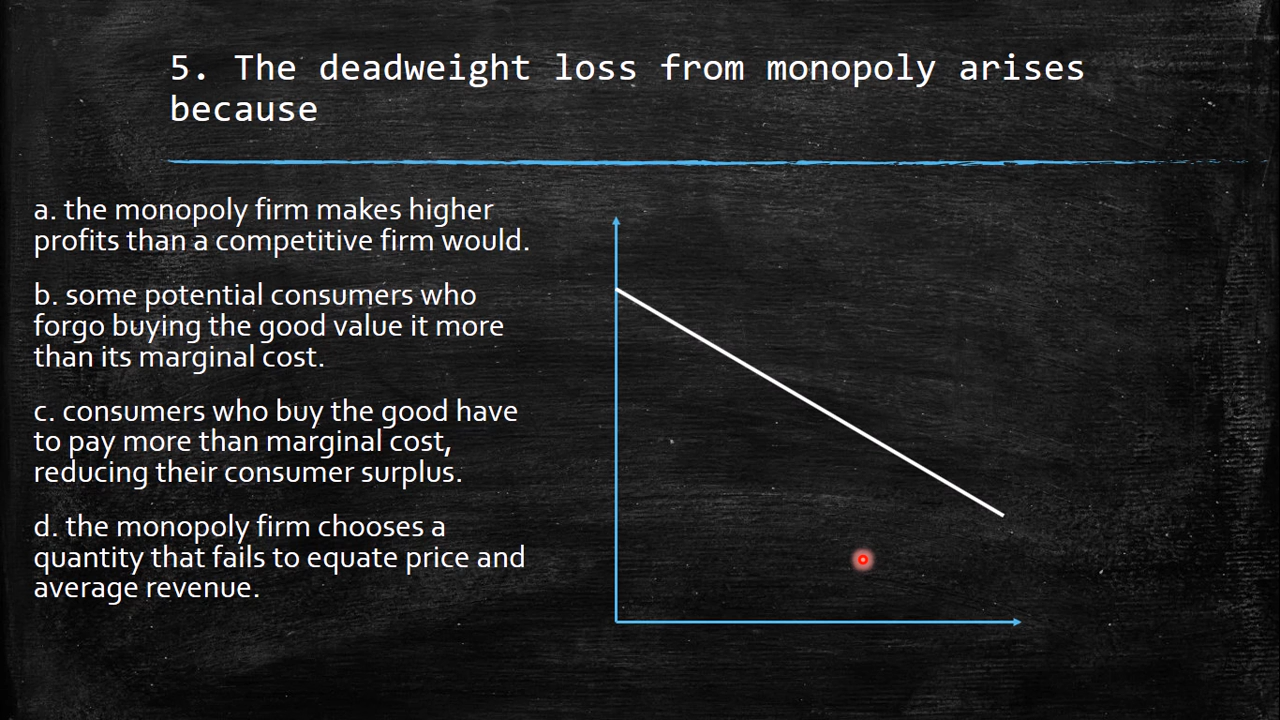 5. The deadweight loss from monopoly arises
because
a. the monopoly firm makes higher
profits than a competitive firm would.
b. some potential consumers who
forgo buying the good value it more
than its marginal cost.
c. consumers who buy the good have
to pay more than marginal cost,
reducing their consumer surplus.
d. the monopoly firm chooses a
quantity that fails to equate price and
average revenue.